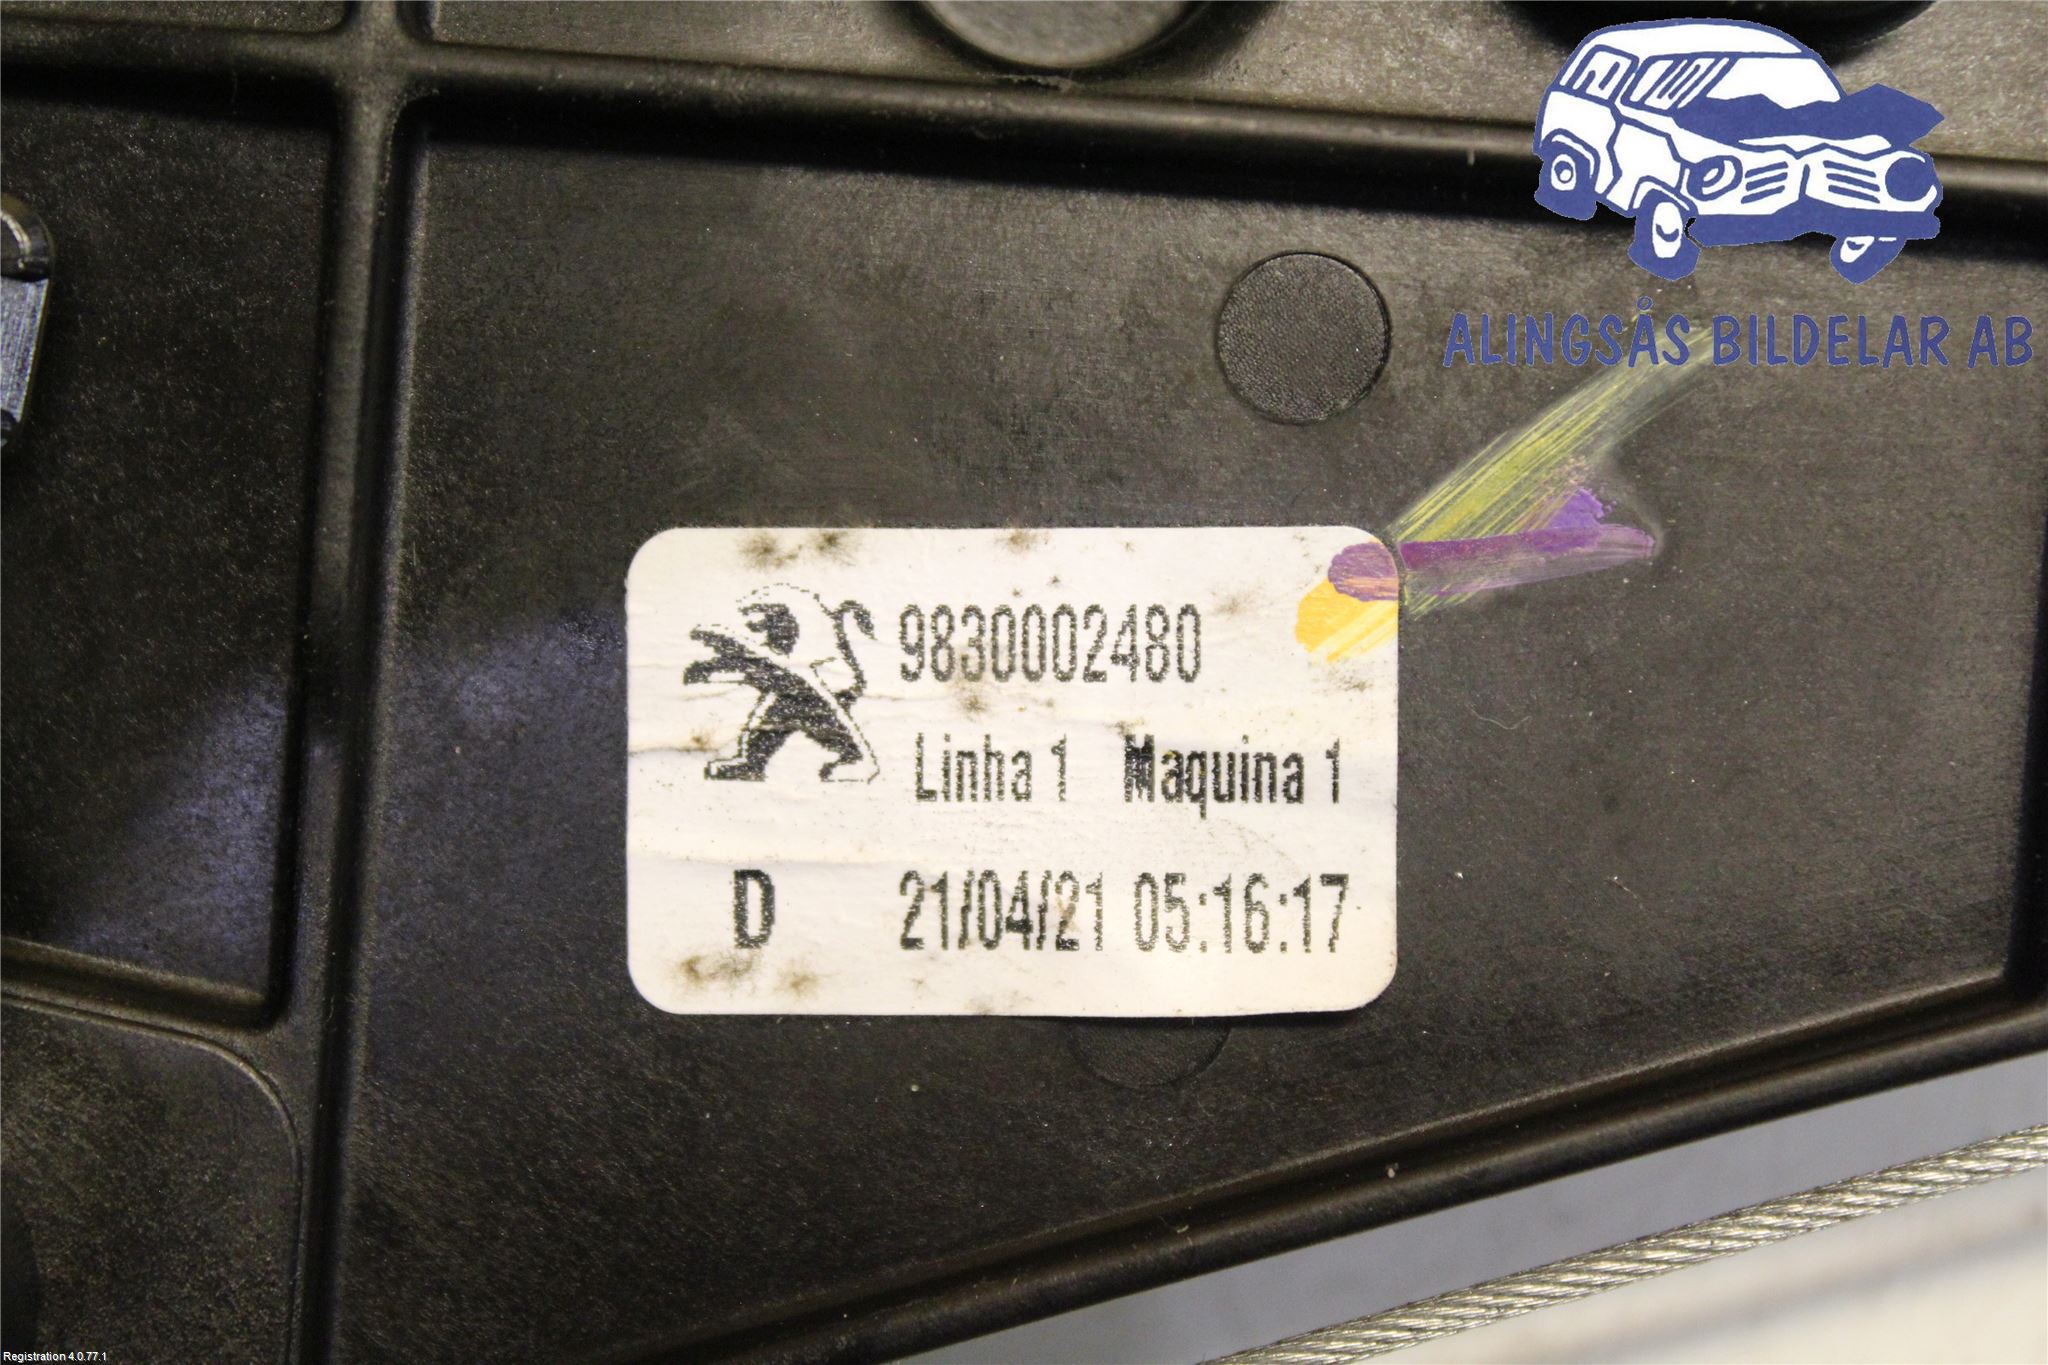 ALINGSÅS BILDELAR AB
9830002480
Linha 1 Maquina 1
D 21/04/21 05:16:17
Registration 4.0.77.1